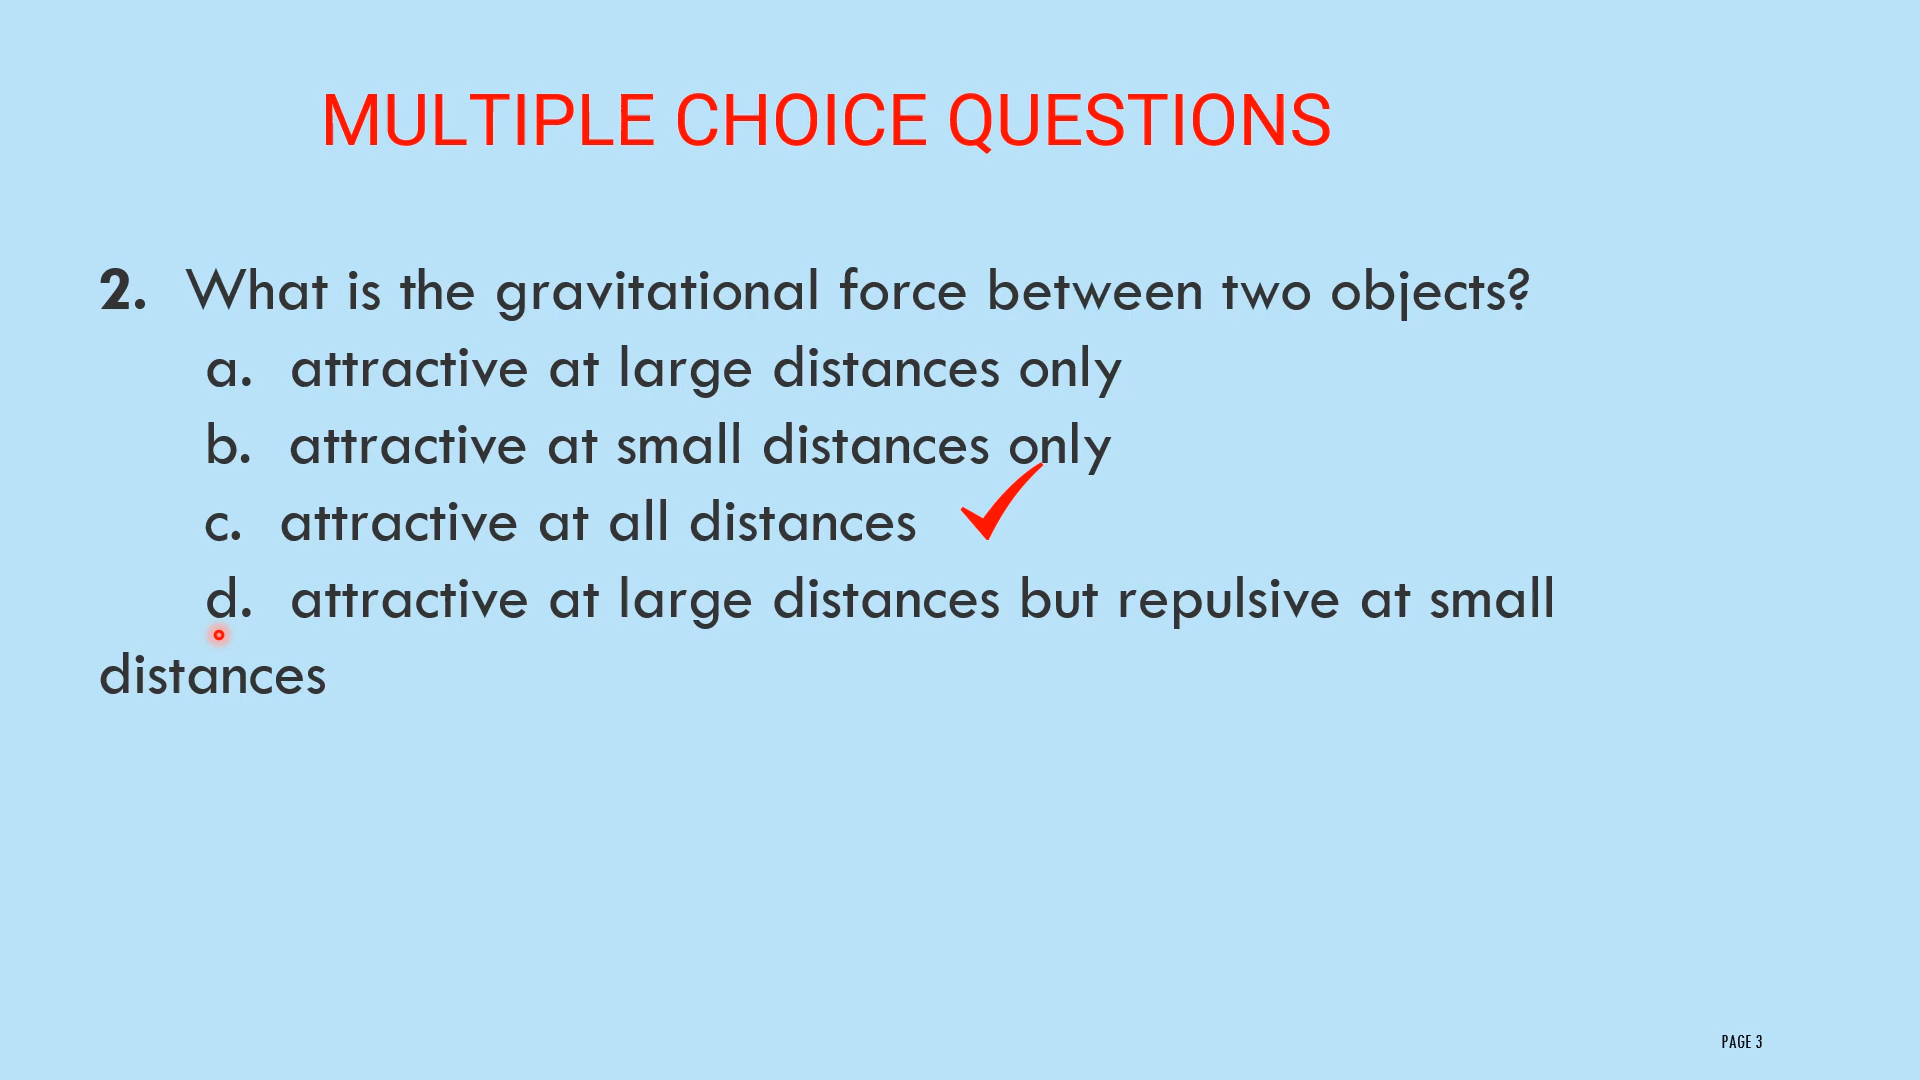 MULTIPLE CHOICE QUESTIONS
2. What is the gravitational force between two objects?
a. attractive at large distances only
b. attractive at small distances only
c. attractive at all distances
d. attractive at large distances but repulsive at small
distances
PAGE 3